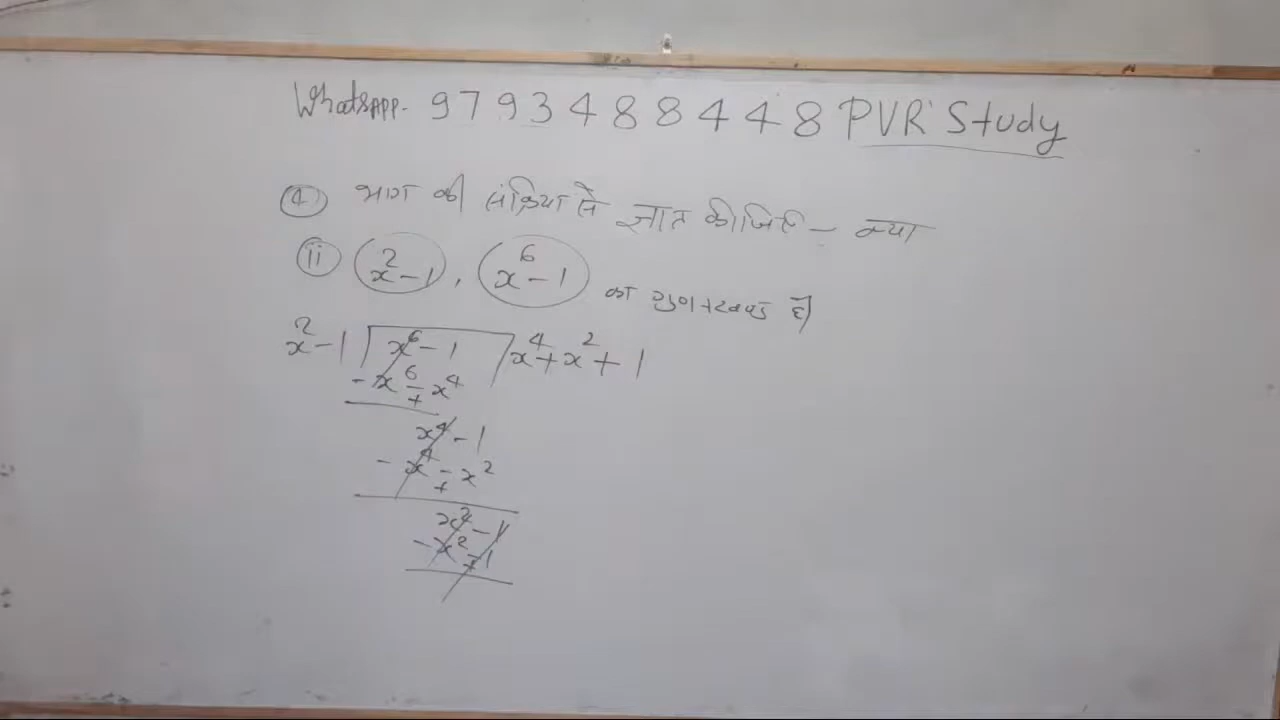 Whatsapp. 9793488448 PVR Study
④ भाग की संक्रिया से ज्ञात कीजिए – क्या
ii x²-1, x⁶-1 का गुणनखण्ड है।
x²-1 ) x⁶-1 ( x⁴+x²+1
- x⁶ - x⁴
+
x⁴-1
- x⁴ - x²
+
x²-1
- x² - 1
+